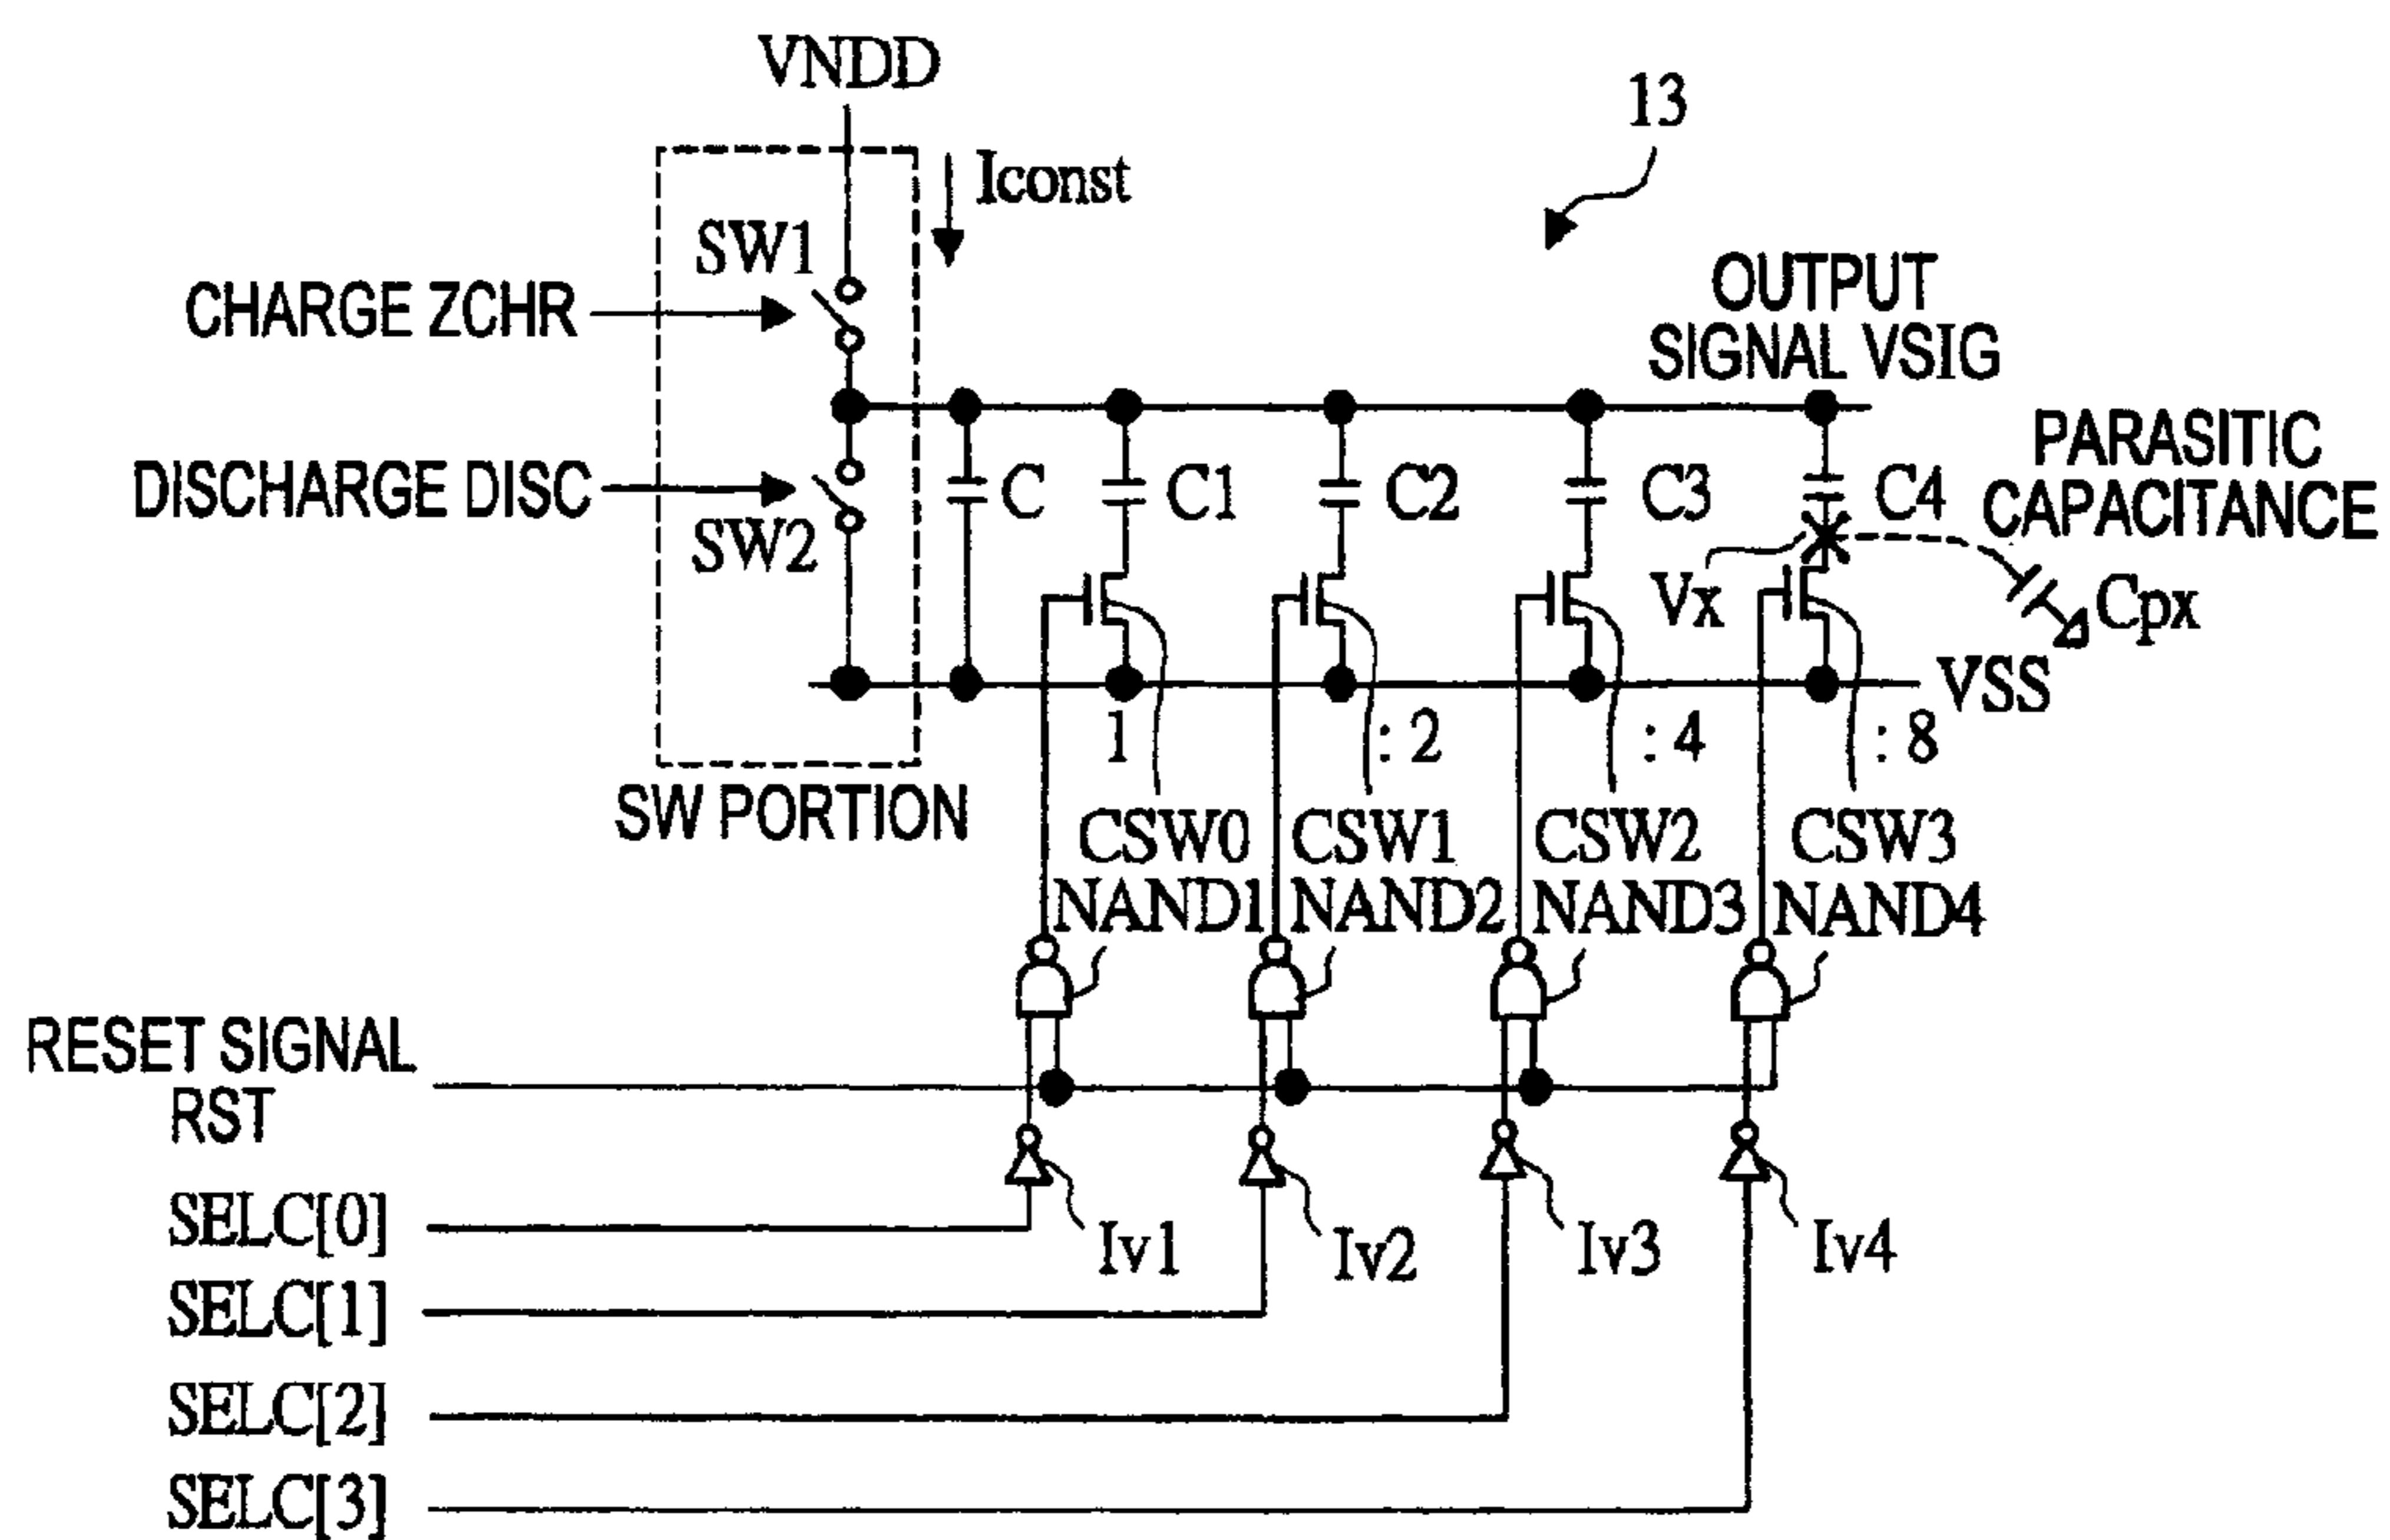 VNDD
13
Iconst
SW1
CHARGE ZCHR
OUTPUT
SIGNAL VSIG
PARASITIC
CAPACITANCE
DISCHARGE DISC
SW2
C
C1
C2
C3
C4
Vx
Cpx
VSS
1 : 2 : 4 : 8
SW PORTION
CSW0 CSW1 CSW2 CSW3
NAND1 NAND2 NAND3 NAND4
RESET SIGNAL
RST
SELC[0]
Iv1 Iv2 Iv3 Iv4
SELC[1]
SELC[2]
SELC[3]